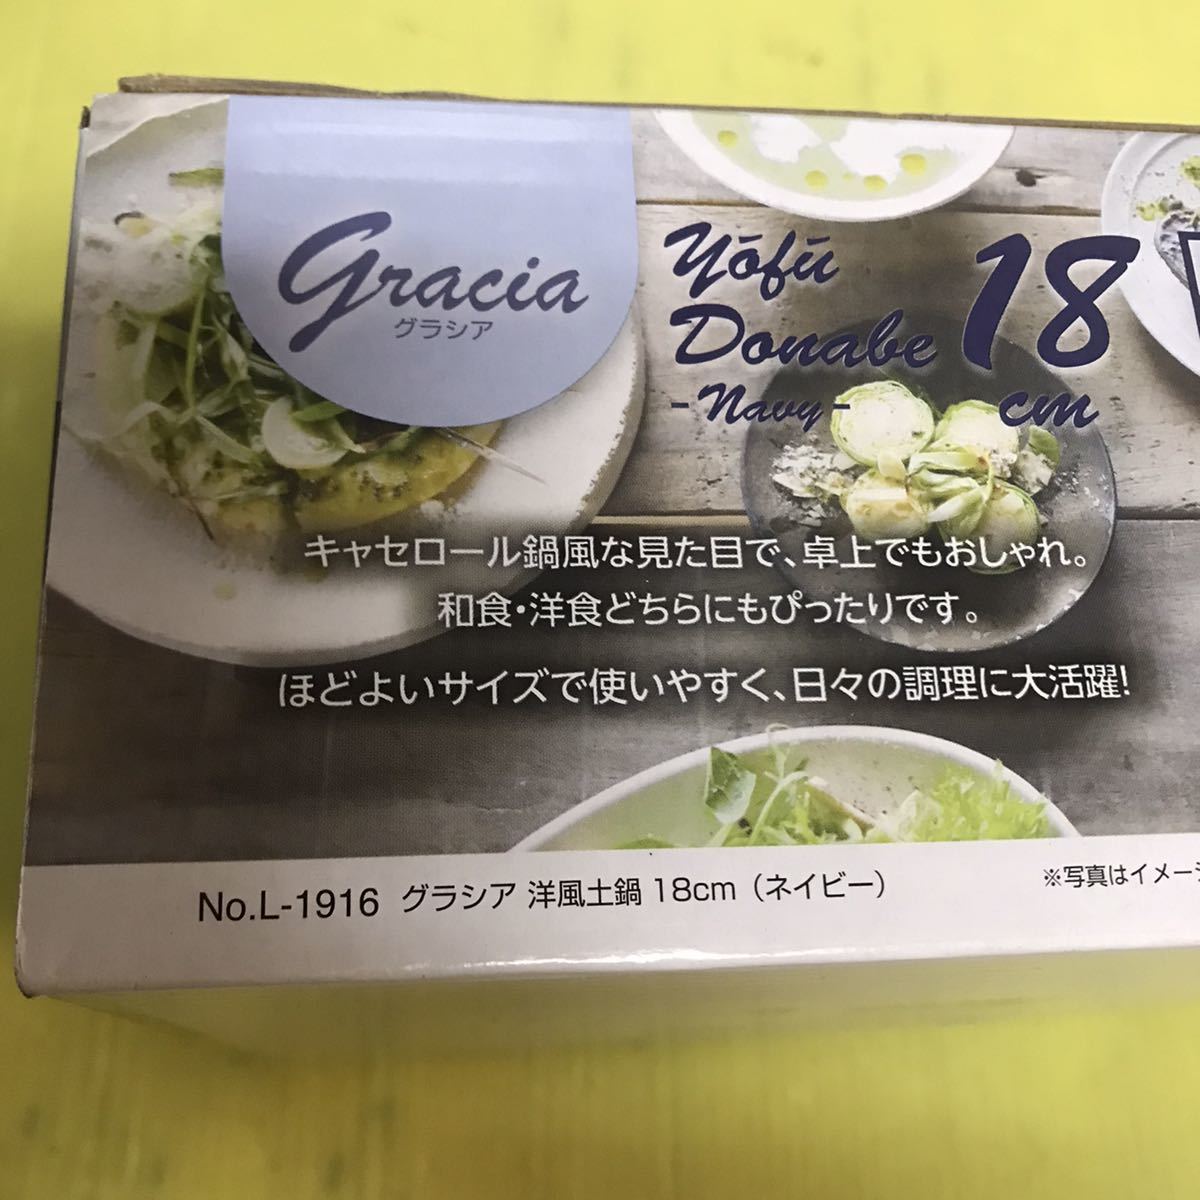 Gracia
グラシア
Yōfū
Donabe 18
-Navy- cm
キャセロール鍋風な見た目で、卓上でもおしゃれ。
和食・洋食どちらにもぴったりです。
ほどよいサイズで使いやすく、日々の調理に大活躍!
No.L-1916 グラシア 洋風土鍋 18cm（ネイビー）
※写真はイメー